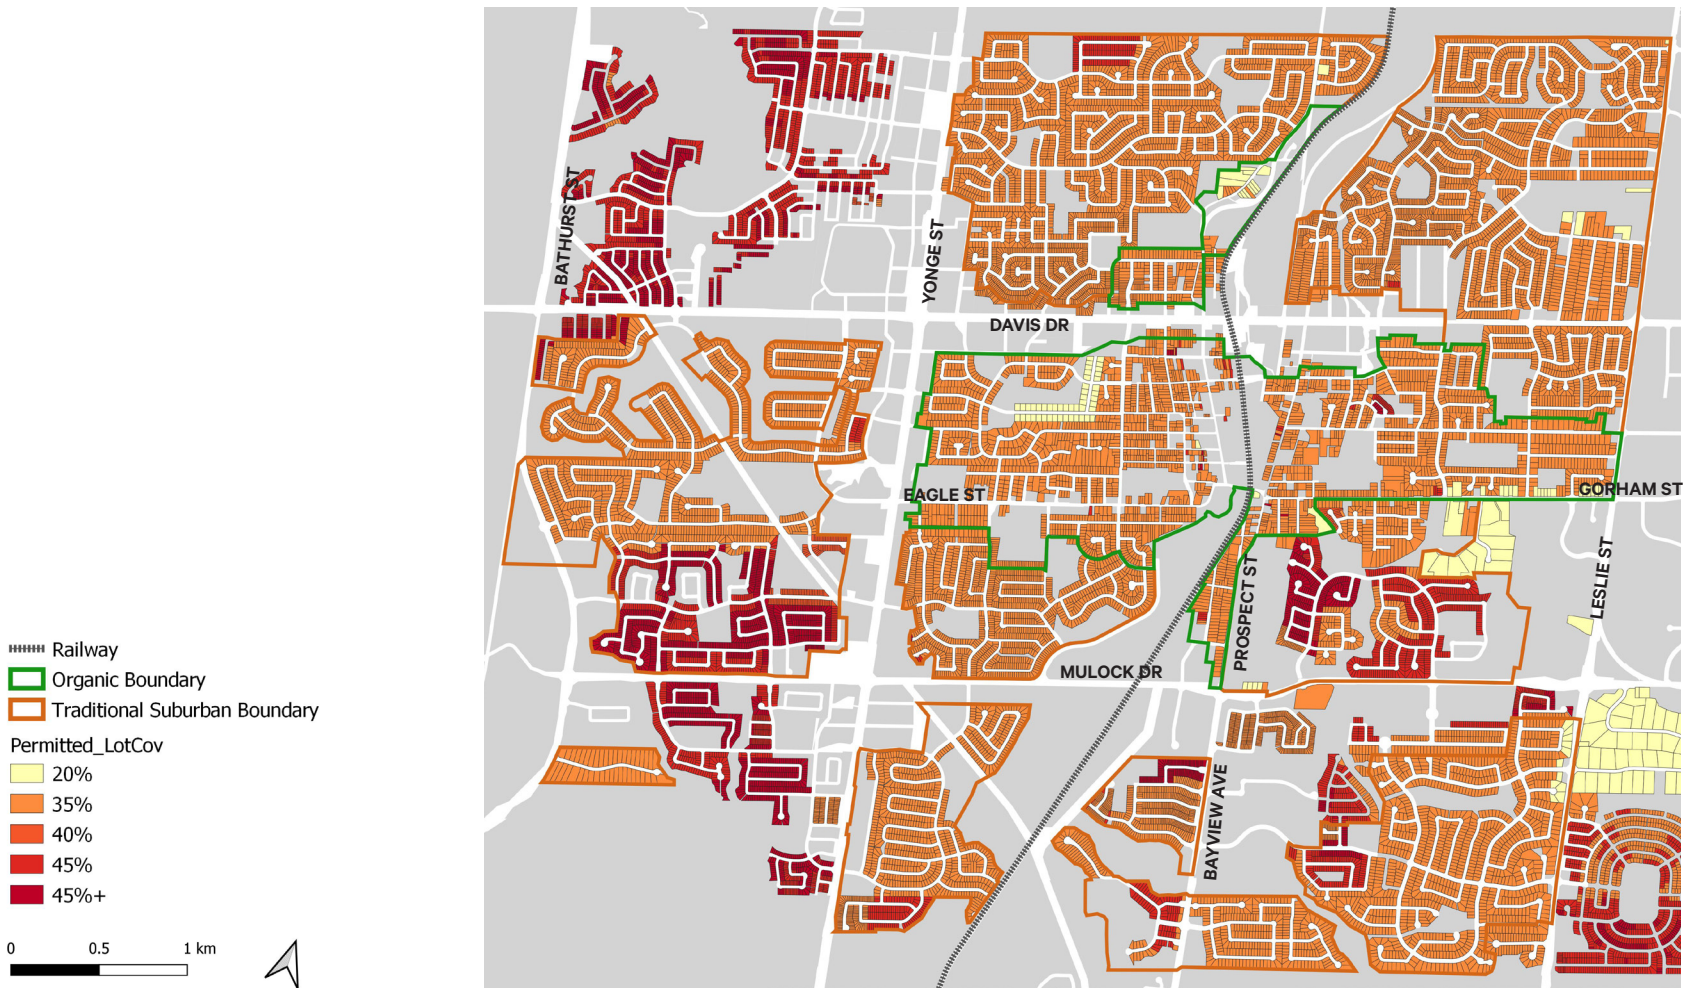 BATHURST ST
YONGE ST
DAVIS DR
EAGLE ST
GORHAM ST
LESLIE ST
PROSPECT ST
MULOCK DR
BAYVIEW AVE
Railway
Organic Boundary
Traditional Suburban Boundary
Permitted_LotCov
20%
35%
40%
45%
45%+
0 0.5 1 km